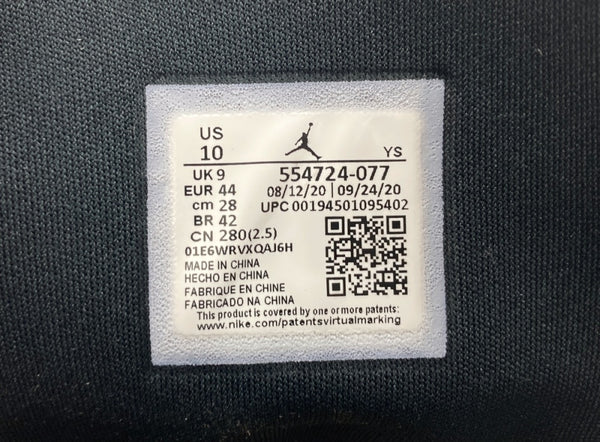 US
10
YS
UK 9
554724-077
EUR 44
08/12/20 | 09/24/20
cm 28
UPC 00194501095402
BR 42
CN 280(2.5)
01E6WRVXQAJ6H
MADE IN CHINA
HECHO EN CHINA
FABRIQUE EN CHINE
FABRICADO NA CHINA
This product is covered by one or more patents:
www.nike.com/patentsvirtualmarking